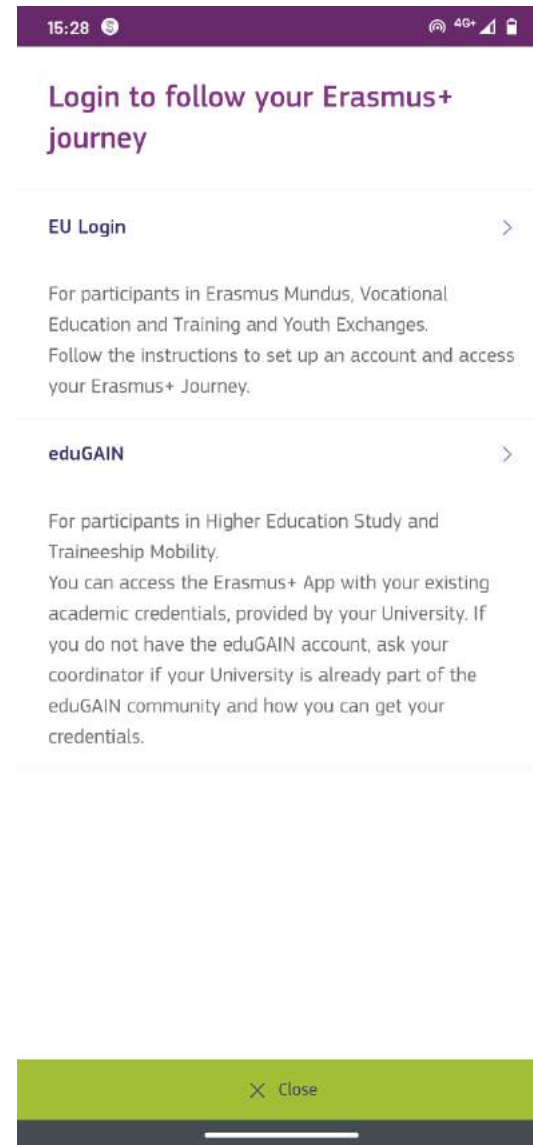 15:28 S 4G+
Login to follow your Erasmus+
journey
EU Login
For participants in Erasmus Mundus, Vocational
Education and Training and Youth Exchanges.
Follow the instructions to set up an account and access
your Erasmus+ Journey.
eduGAIN
For participants in Higher Education Study and
Traineeship Mobility.
You can access the Erasmus+ App with your existing
academic credentials, provided by your University. If
you do not have the eduGAIN account, ask your
coordinator if your University is already part of the
eduGAIN community and how you can get your
credentials.
Close